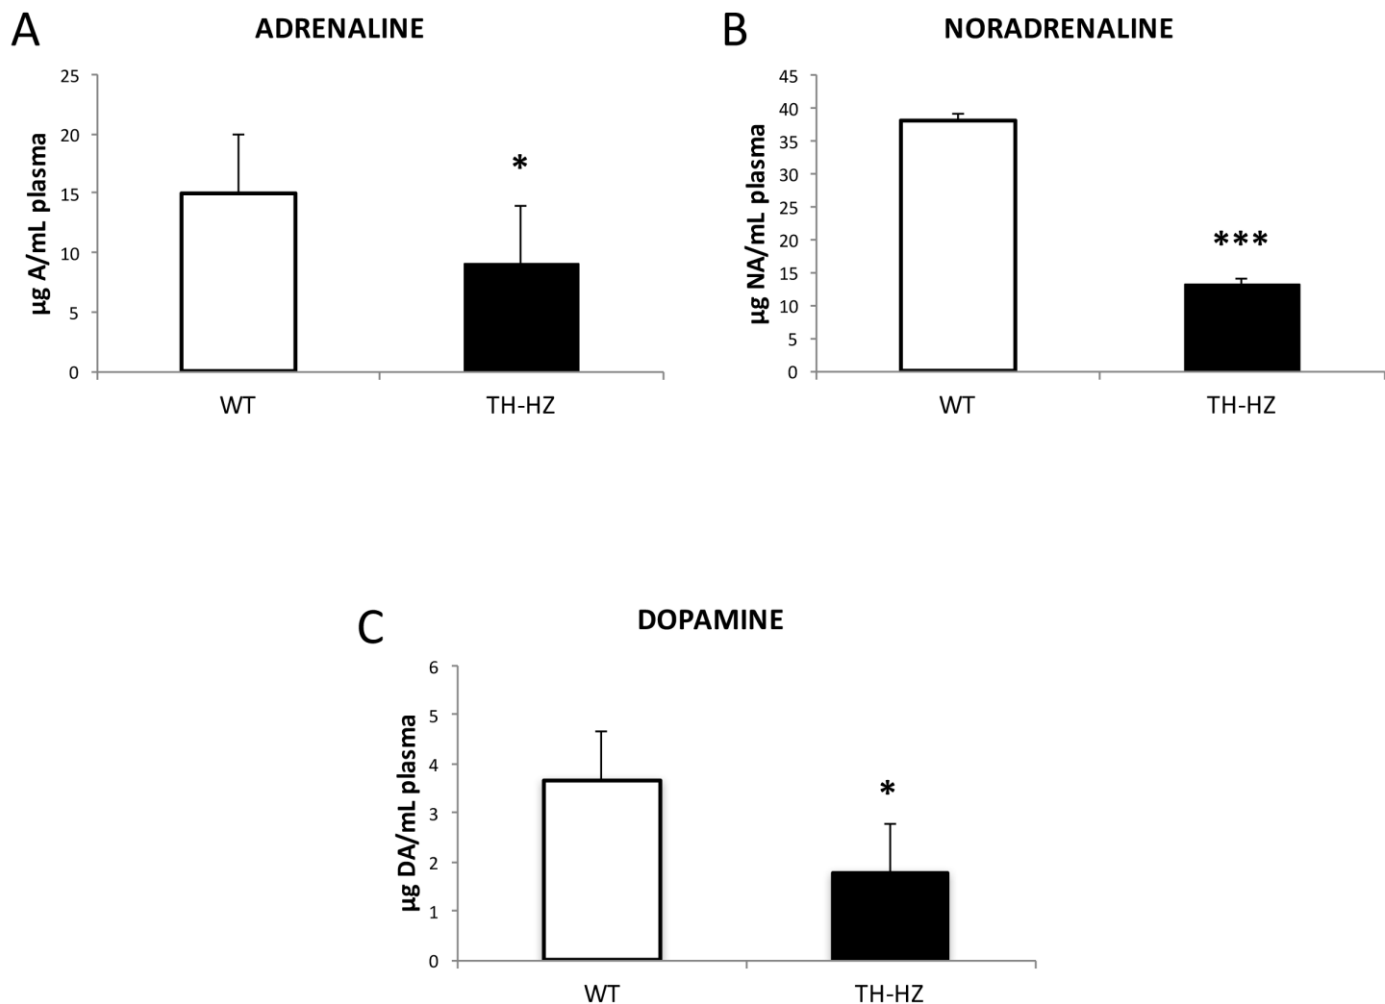 A
ADRENALINE
µg A/mL plasma
25
20
15
10
5
0
*
WT
TH-HZ
B
NORADRENALINE
µg NA/mL plasma
45
40
35
30
25
20
15
10
5
0
***
WT
TH-HZ
C
DOPAMINE
µg DA/mL plasma
6
5
4
3
2
1
0
*
WT
TH-HZ